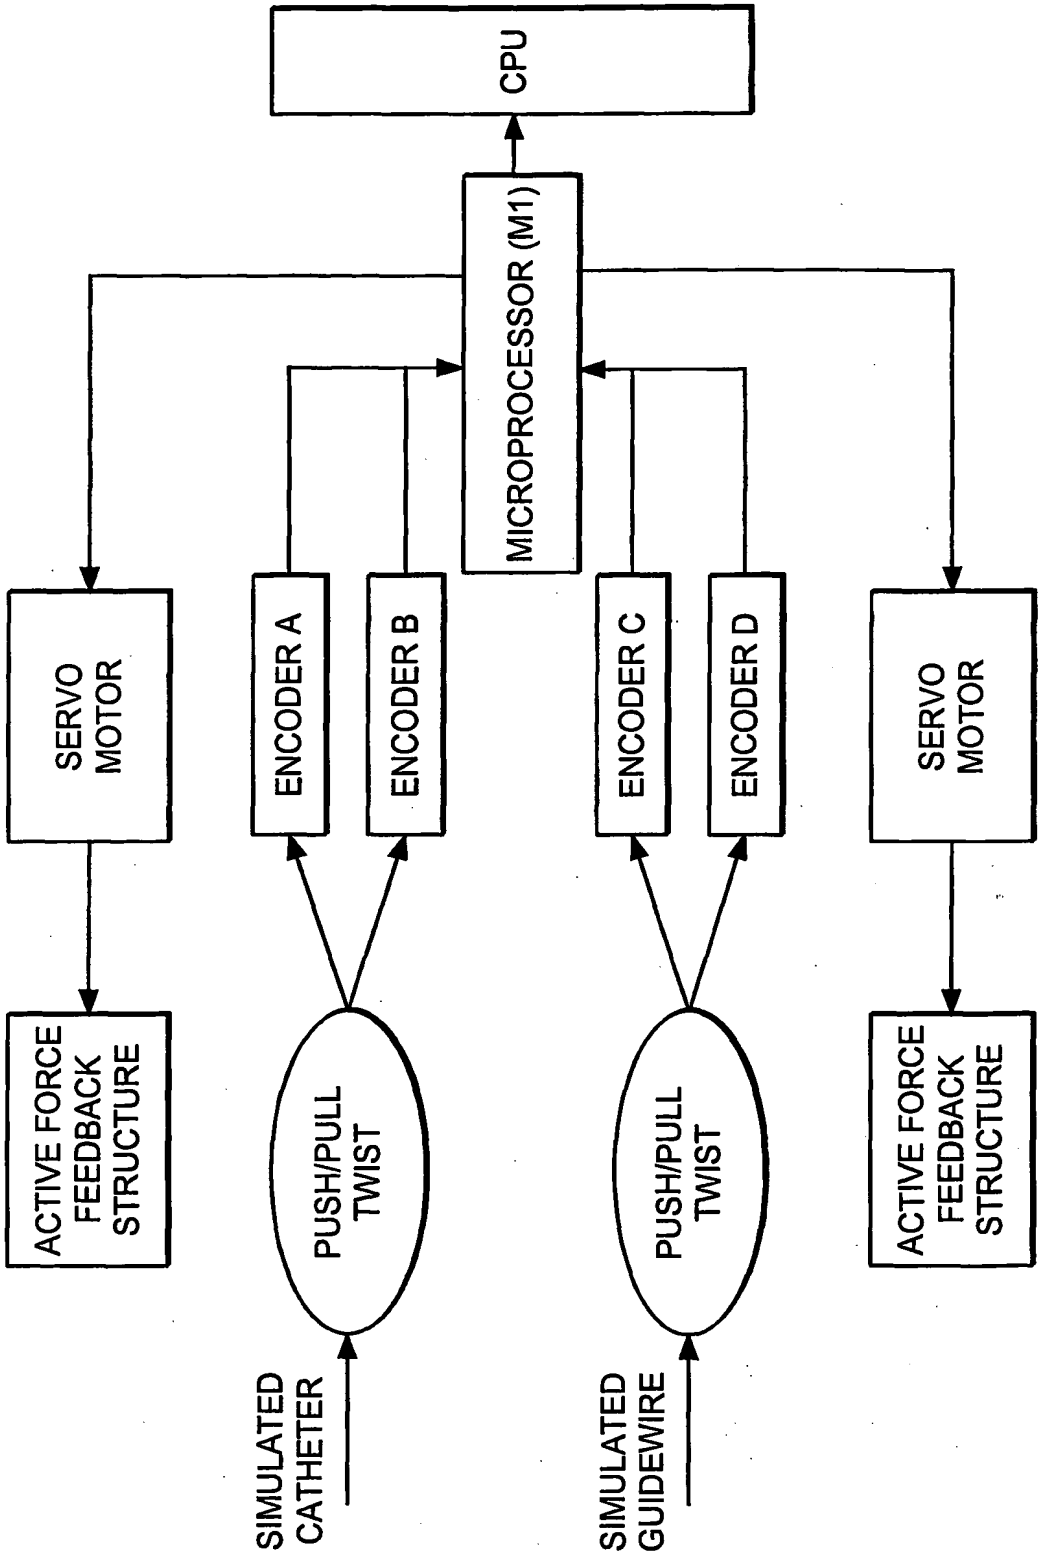 ACTIVE FORCE
FEEDBACK
STRUCTURE
SERVO
MOTOR
SIMULATED
CATHETER
PUSH/PULL
TWIST
ENCODER A
ENCODER B
MICROPROCESSOR (M1)
CPU
SIMULATED
GUIDEWIRE
PUSH/PULL
TWIST
ENCODER C
ENCODER D
ACTIVE FORCE
FEEDBACK
STRUCTURE
SERVO
MOTOR